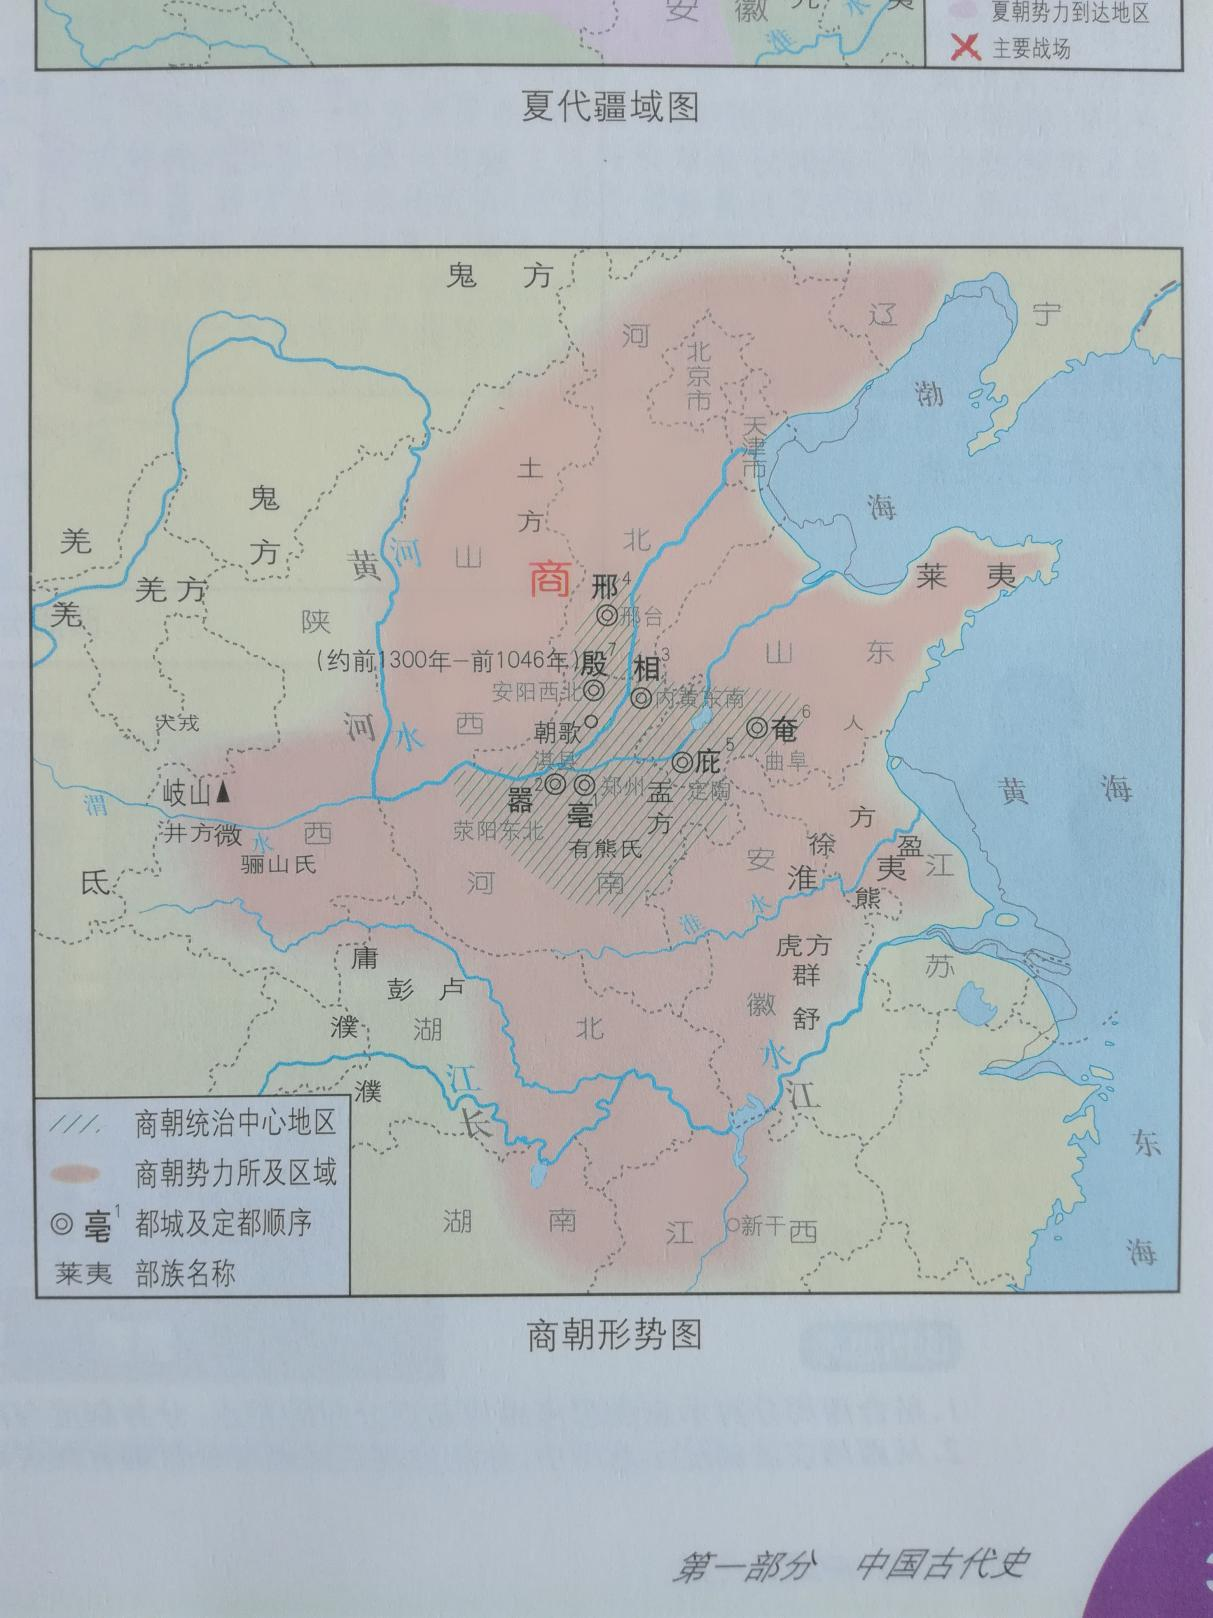 安 徽
水
淮
夏朝势力到达地区
主要战场
夏代疆域图
鬼 方
河
北京市
天津市
辽 宁
渤
海
鬼
方
羌
羌方
羌
陕
黄 河
山
土
方
北
商
邢4
邢台
莱 夷
(约前1300年-前1046年)
殷7
安阳西北
相3
内黄东南
山 东
朝歌
淇县
奄6
曲阜
人
犬戎
河 水
西
庇5
定陶
岐山
渭
水
井方
微
骊山氏
西
嚣2
荥阳东北
亳1
郑州
孟
方
有熊氏
河 南
氐
方
徐
盈
安
淮
夷
江
熊
淮 水
黄 海
庸
彭 卢
濮
湖
北
虎方
群
舒
徽
苏
水
江
濮
江
长
湖 南
江 西
新干
东
海
商朝统治中心地区
商朝势力所及区域
亳1 都城及定都顺序
莱夷 部族名称
商朝形势图
第一部分 中国古代史